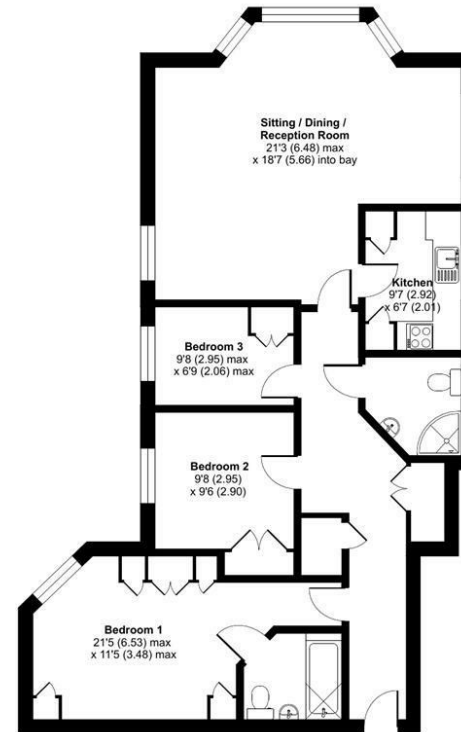 Sitting / Dining /
Reception Room
21'3 (6.48) max
x 18'7 (5.66) into bay
Kitchen
9'7 (2.92)
x 6'7 (2.01)
Bedroom 3
9'8 (2.95) max
x 6'9 (2.06) max
Bedroom 2
9'8 (2.95)
x 9'6 (2.90)
Bedroom 1
21'5 (6.53) max
x 11'5 (3.48) max